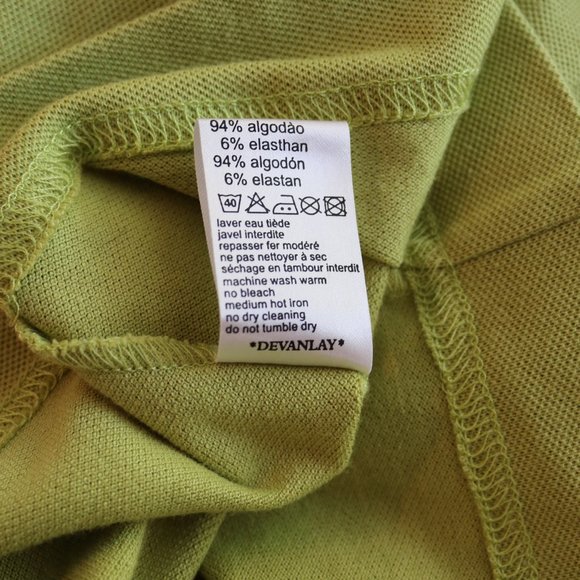 94% algodào
6% elasthan
94% algodón
6% elastan
40
laver eau tiède
javel interdite
repasser fer modéré
ne pas nettoyer à sec
séchage en tambour interdit
machine wash warm
no bleach
medium hot iron
no dry cleaning
do not tumble dry
*DEVANLAY*